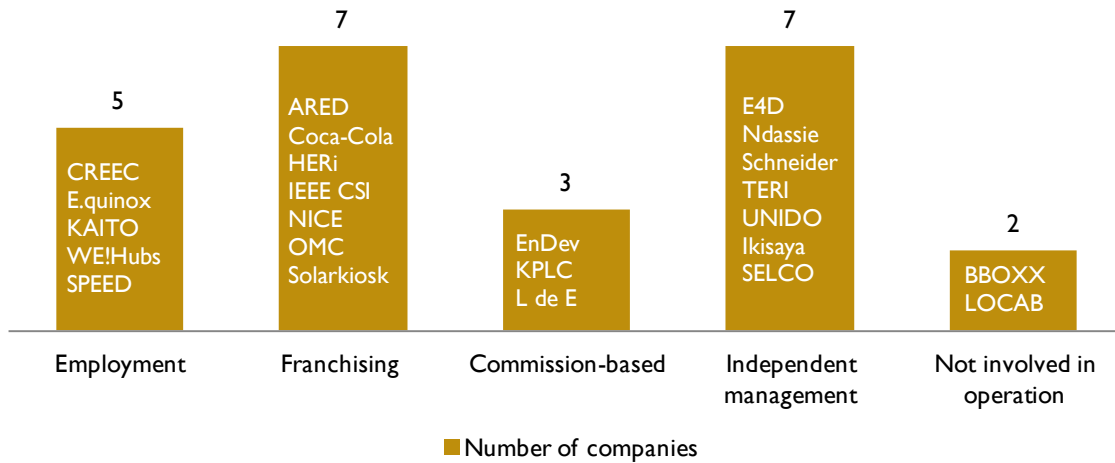 5
CREEC
E.quinox
KAITO
WE!Hubs
SPEED
Employment
7
ARED
Coca-Cola
HERi
IEEE CSI
NICE
OMC
Solarkiosk
Franchising
3
EnDev
KPLC
L de E
Commission-based
7
E4D
Ndassie
Schneider
TERI
UNIDO
Ikisaya
SELCO
Independent
management
2
BBOXX
LOCAB
Not involved in
operation
Number of companies